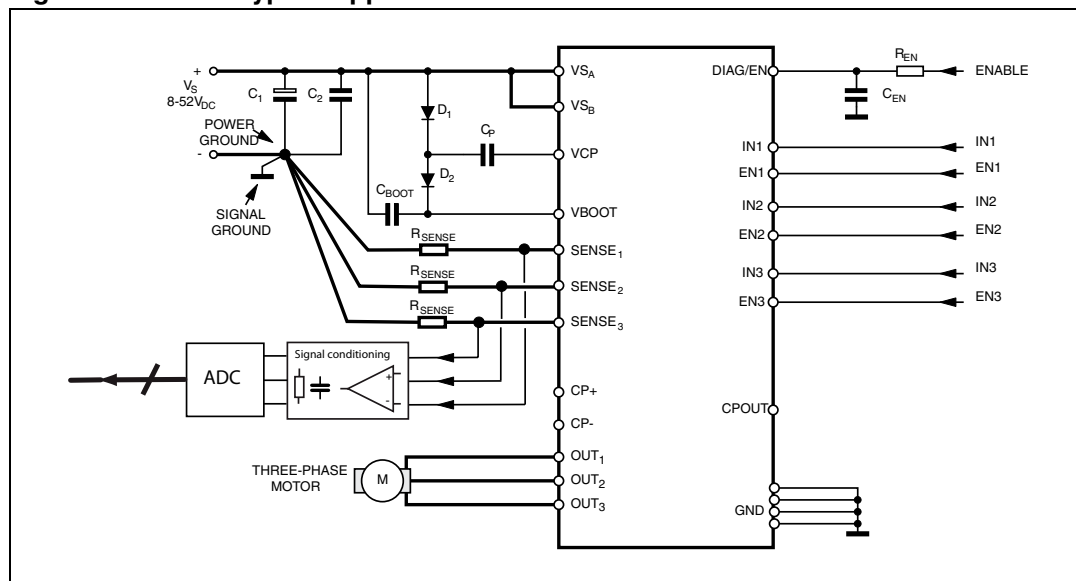 +
VS
8-52VDC
-
C1
C2
POWER
GROUND
SIGNAL
GROUND
D1
D2
CP
CBOOT
RSENSE
RSENSE
RSENSE
Signal conditioning
+
-
ADC
THREE-PHASE
MOTOR
M
VSA
VSB
VCP
VBOOT
SENSE1
SENSE2
SENSE3
CP+
CP-
OUT1
OUT2
OUT3
DIAG/EN
IN1
EN1
IN2
EN2
IN3
EN3
CPOUT
GND
REN
CEN
ENABLE
IN1
EN1
IN2
EN2
IN3
EN3